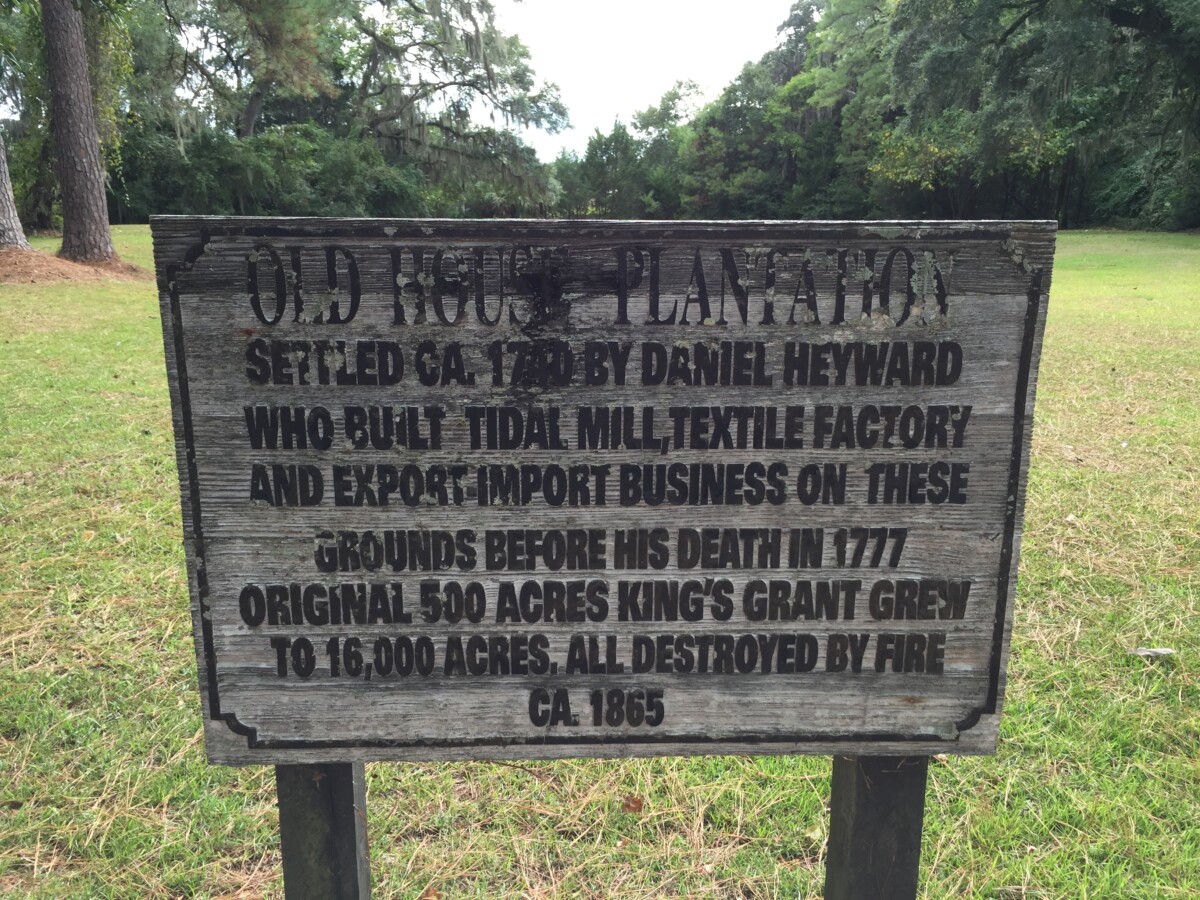 OLD HOUSE PLANTATION
SETTLED CA. 1740 BY DANIEL HEYWARD
WHO BUILT TIDAL MILL, TEXTILE FACTORY
AND EXPORT-IMPORT BUSINESS ON THESE
GROUNDS BEFORE HIS DEATH IN 1777
ORIGINAL 500 ACRES KING'S GRANT GREW
TO 16,000 ACRES. ALL DESTROYED BY FIRE
CA. 1865